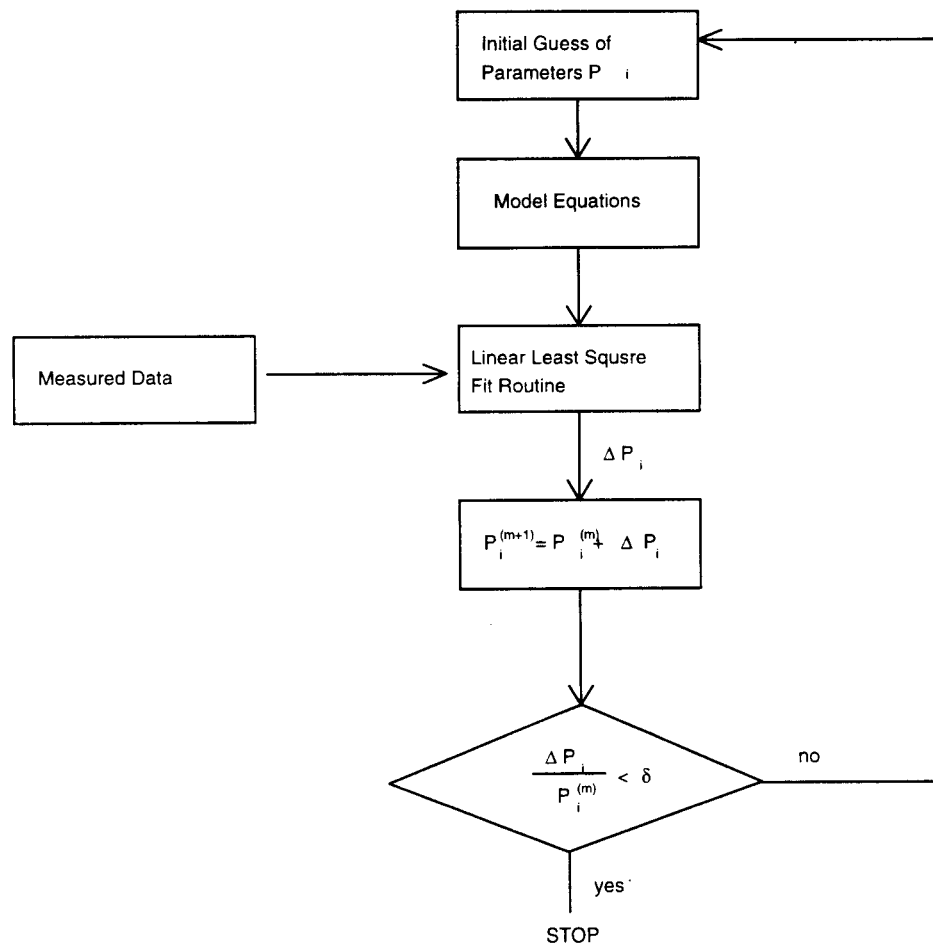 Initial Guess of
Parameters P i
Model Equations
Measured Data
Linear Least Squsre
Fit Routine
Δ P i
P i (m+1) = P i (m) + Δ P i
Δ P i / P i (m) < δ
no
yes
STOP